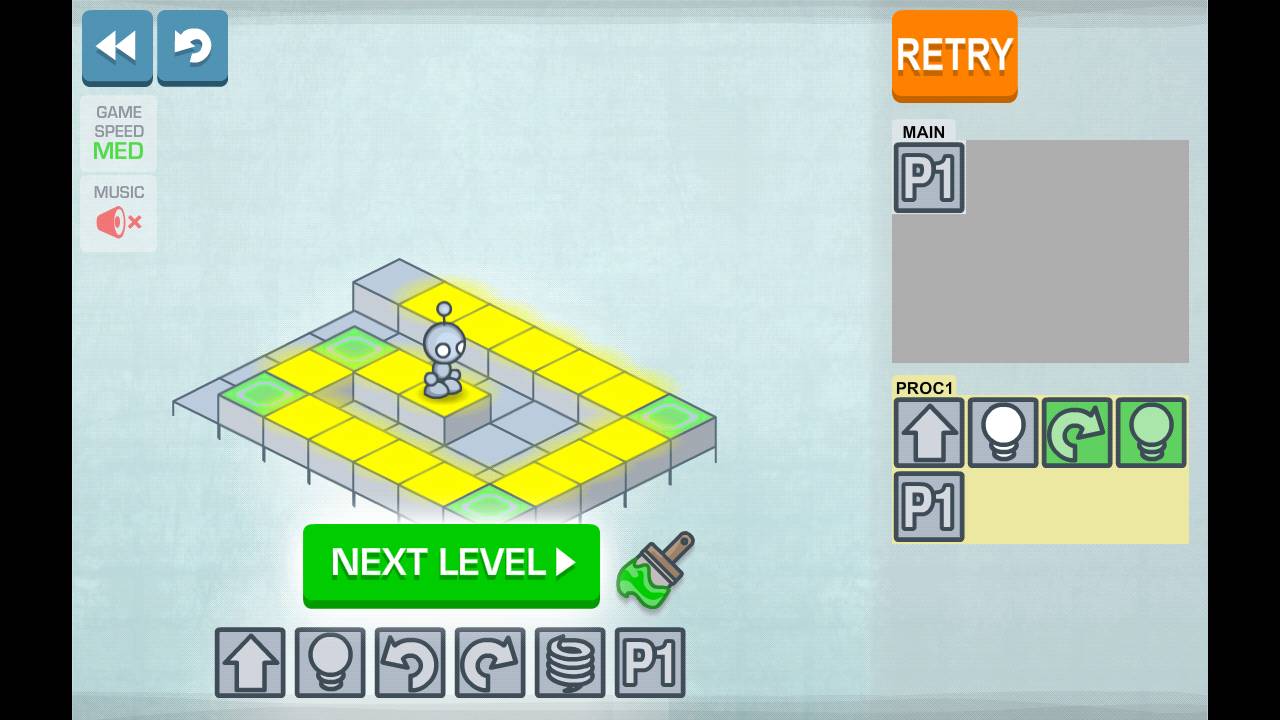 RETRY
GAME
SPEED
MED
MUSIC
MAIN
P1
PROC1
P1
NEXT LEVEL
P1